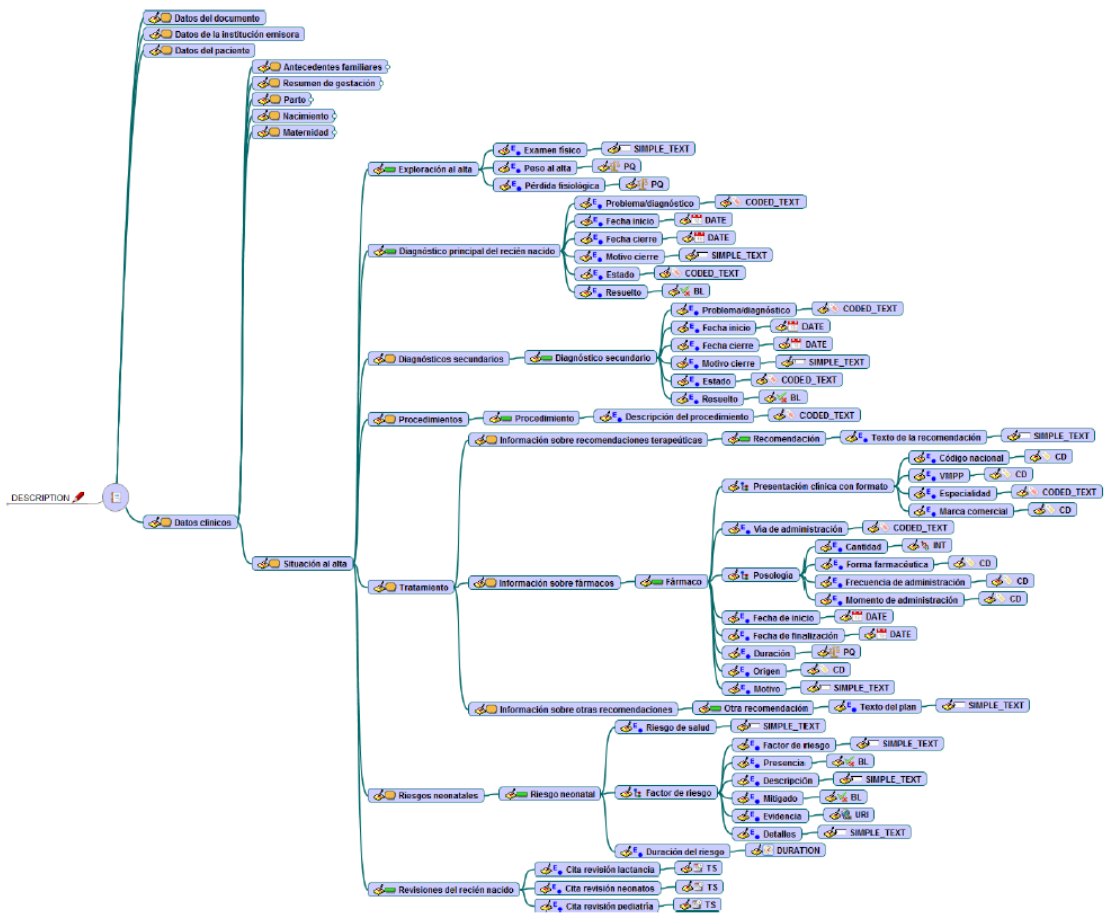 Datos del documento
Datos de la institución emisora
Datos del paciente
Antecedentes familiares
Resumen de gestación
Parto
Nacimiento
Maternidad
Examen físico SIMPLE_TEXT
Exploración al alta Peso al alta PQ
Pérdida fisiológica PQ
Problema/diagnóstico CODED_TEXT
Fecha inicio DATE
Fecha cierre DATE
Diagnóstico principal del recién nacido
Motivo cierre SIMPLE_TEXT
Estado CODED_TEXT
Resuelto BL
Problema/diagnóstico CODED_TEXT
Fecha inicio DATE
Fecha cierre DATE
Diagnósticos secundarios Diagnóstico secundario
Motivo cierre SIMPLE_TEXT
Estado CODED_TEXT
Resuelto BL
Procedimientos Procedimiento Descripción del procedimiento CODED_TEXT
Información sobre recomendaciones terapeúticas Recomendación Texto de la recomendación SIMPLE_TEXT
Código nacional CD
VMPP CD
Presentación clínica con formato
Especialidad CODED_TEXT
DESCRIPTION
Marca comercial CD
Datos clínicos
Vía de administración CODED_TEXT
Cantidad INT
Situación al alta
Forma farmacéutica CD
Posología
Tratamiento Información sobre fármacos Fármaco
Frecuencia de administración CD
Momento de administración CD
Fecha de inicio DATE
Fecha de finalización DATE
Duración PQ
Origen CD
Motivo SIMPLE_TEXT
Información sobre otras recomendaciones Otra recomendación Texto del plan SIMPLE_TEXT
Riesgo de salud SIMPLE_TEXT
Factor de riesgo SIMPLE_TEXT
Presencia BL
Descripción SIMPLE_TEXT
Riesgos neonatales Riesgo neonatal Factor de riesgo
Mitigado BL
Evidencia URI
Detalles SIMPLE_TEXT
Duración del riesgo DURATION
Cita revisión lactancia TS
Revisiones del recién nacido Cita revisión neonatos TS
Cita revisión pediatría TS